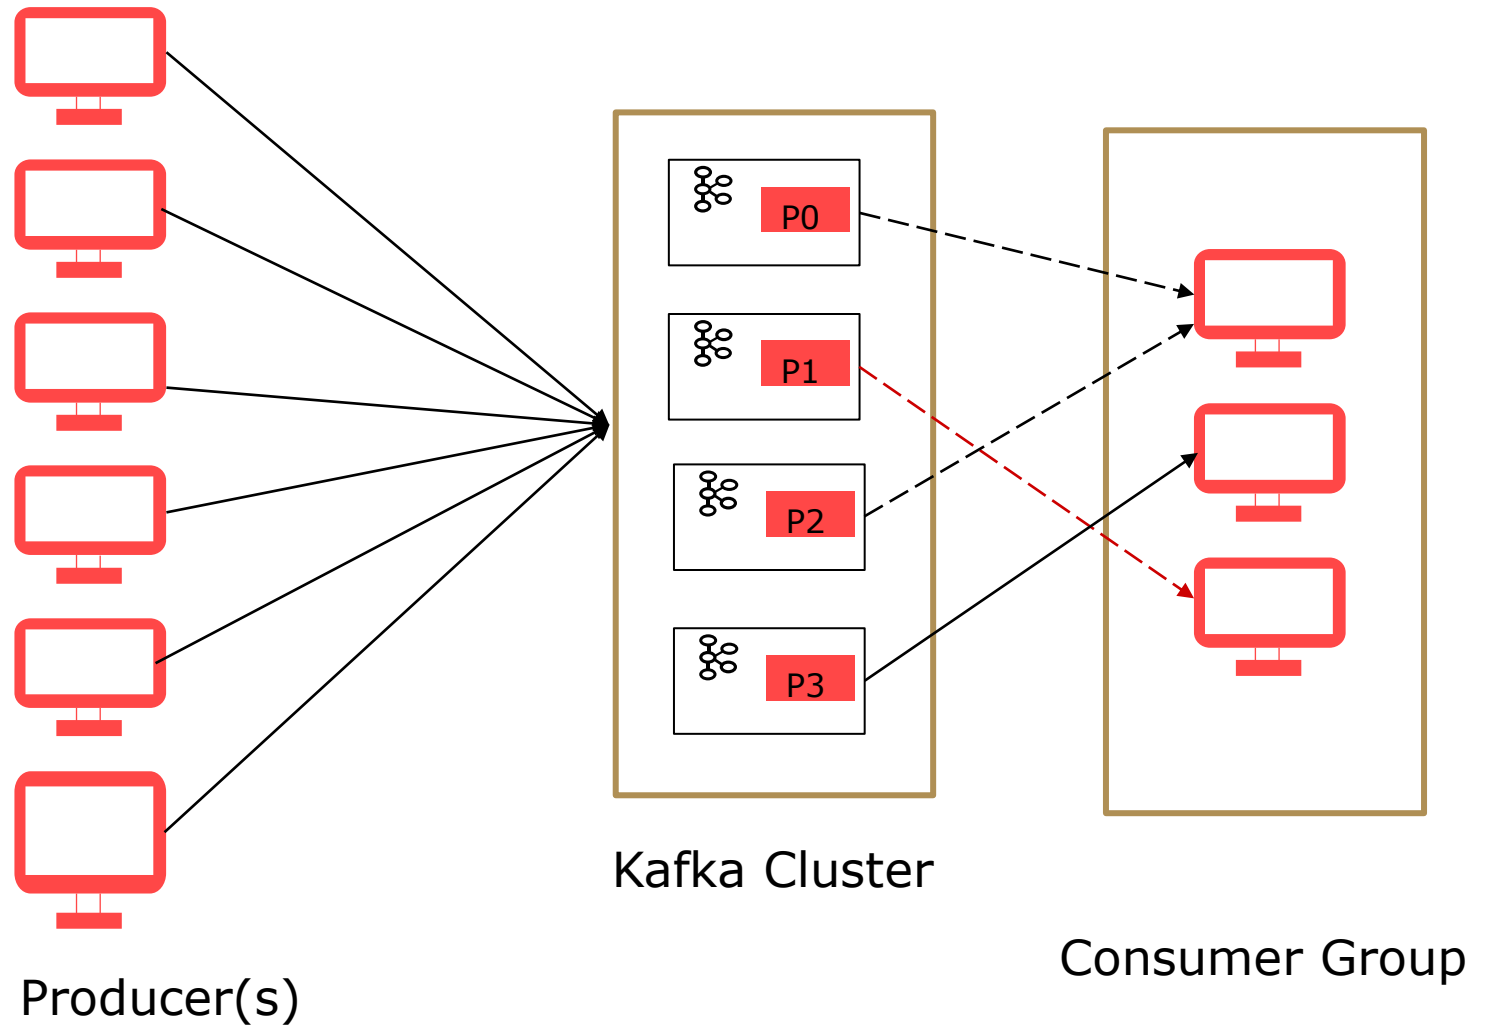 P0
P1
P2
P3
Kafka Cluster
Consumer Group
Producer(s)